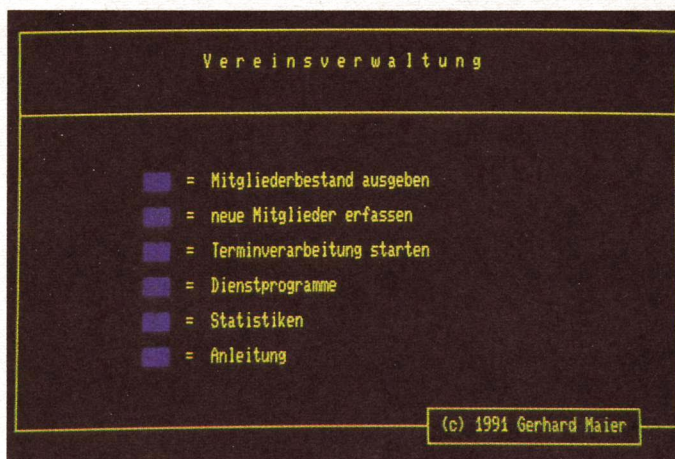 Vereinsverwaltung
= Mitgliederbestand ausgeben
= neue Mitglieder erfassen
= Terminverarbeitung starten
= Dienstprogramme
= Statistiken
= Anleitung
(c) 1991 Gerhard Maier